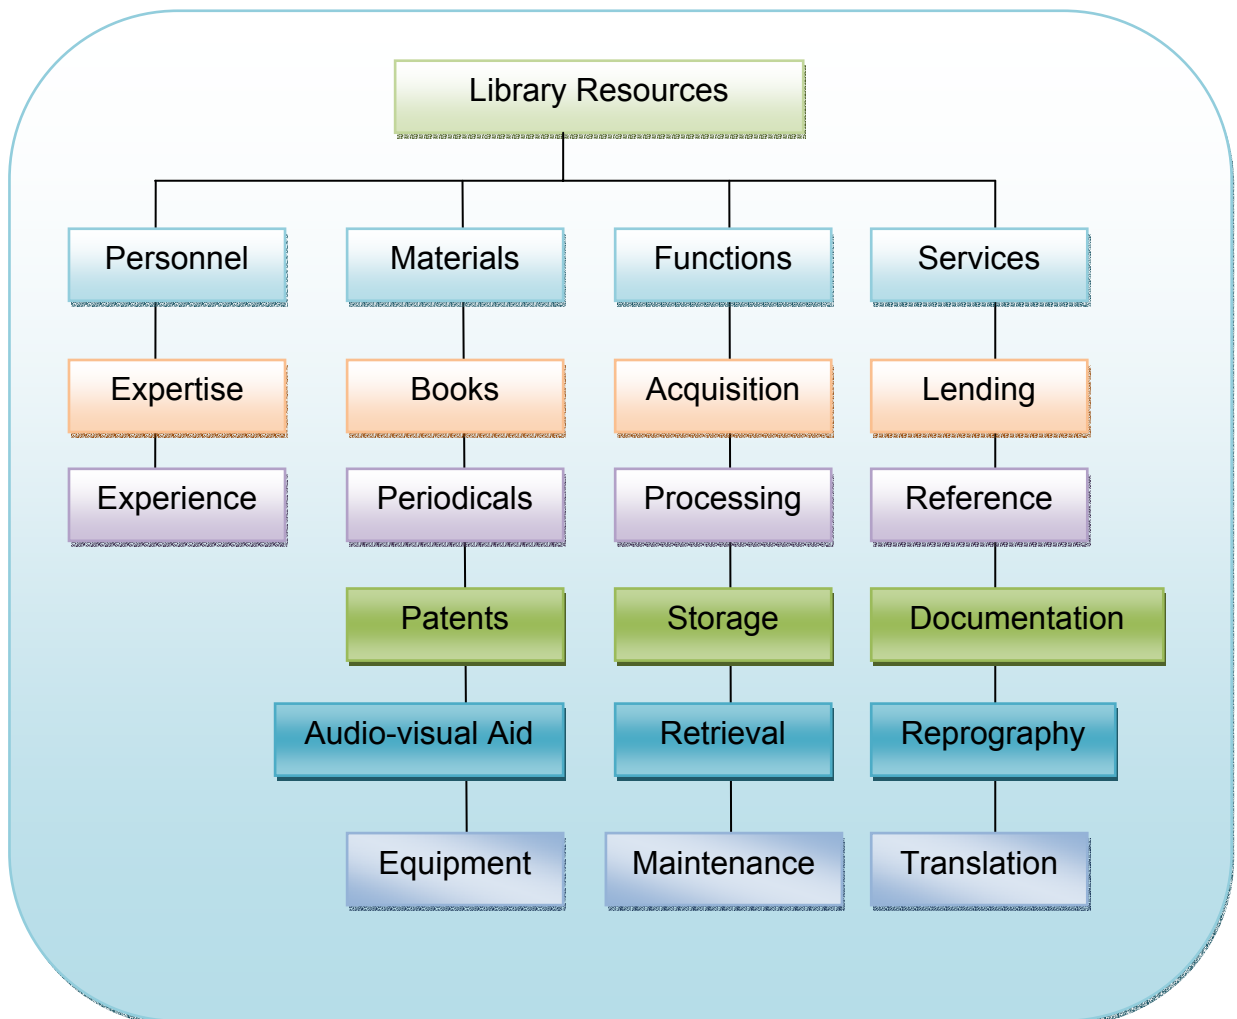 Library Resources
Personnel
Materials
Functions
Services
Expertise
Books
Acquisition
Lending
Experience
Periodicals
Processing
Reference
Patents
Storage
Documentation
Audio-visual Aid
Retrieval
Reprography
Equipment
Maintenance
Translation